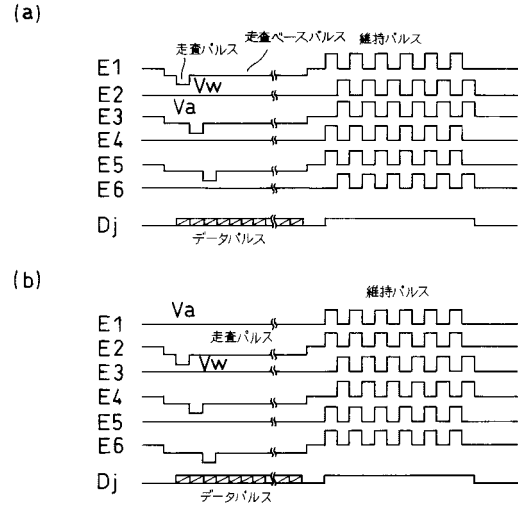 (a)
走査パルス
走査ベースパルス
維持パルス
E1
Vw
E2
Va
E3
E4
E5
E6
Dj
データパルス
(b)
維持パルス
Va
E1
走査パルス
E2
Vw
E3
E4
E5
E6
Dj
データパルス